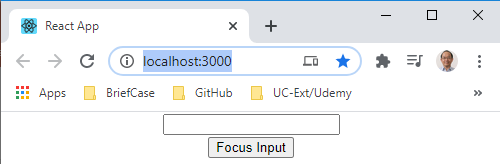 React App
localhost:3000
Apps BriefCase GitHub UC-Ext/Udemy »
Focus Input